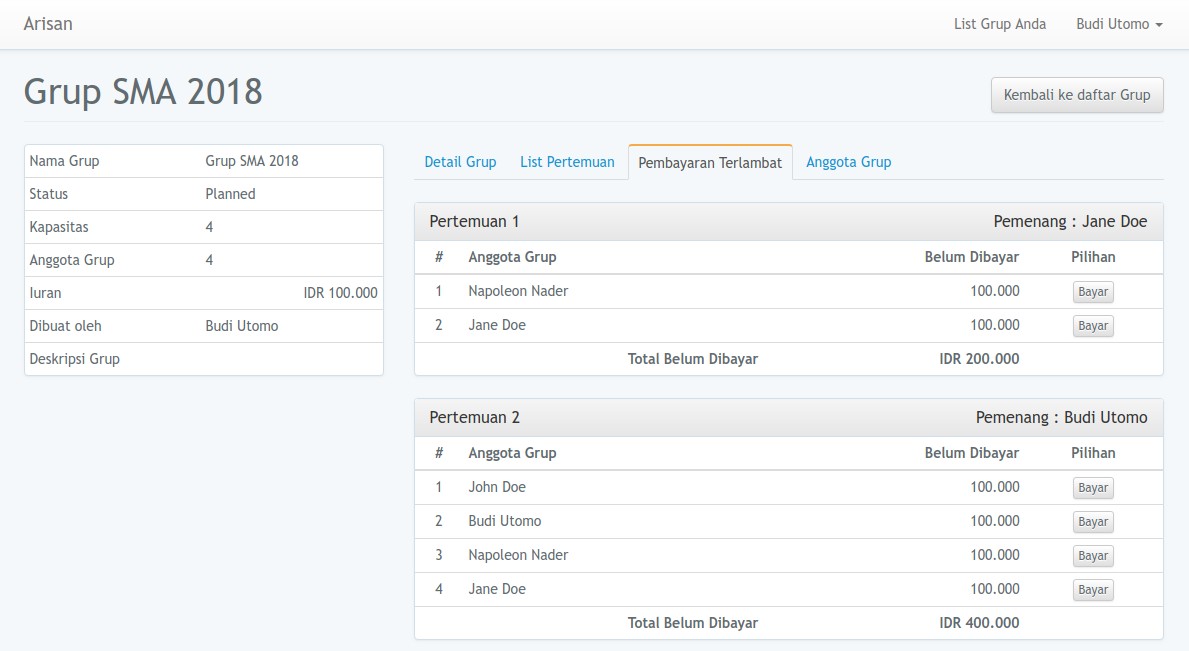 Arisan List Grup Anda Budi Utomo
Grup SMA 2018 Kembali ke daftar Grup
Nama Grup Grup SMA 2018
Status Planned
Kapasitas 4
Anggota Grup 4
Iuran IDR 100.000
Dibuat oleh Budi Utomo
Deskripsi Grup
Detail Grup List Pertemuan Pembayaran Terlambat Anggota Grup
Pertemuan 1 Pemenang : Jane Doe
# Anggota Grup Belum Dibayar Pilihan
1 Napoleon Nader 100.000 Bayar
2 Jane Doe 100.000 Bayar
Total Belum Dibayar IDR 200.000
Pertemuan 2 Pemenang : Budi Utomo
# Anggota Grup Belum Dibayar Pilihan
1 John Doe 100.000 Bayar
2 Budi Utomo 100.000 Bayar
3 Napoleon Nader 100.000 Bayar
4 Jane Doe 100.000 Bayar
Total Belum Dibayar IDR 400.000